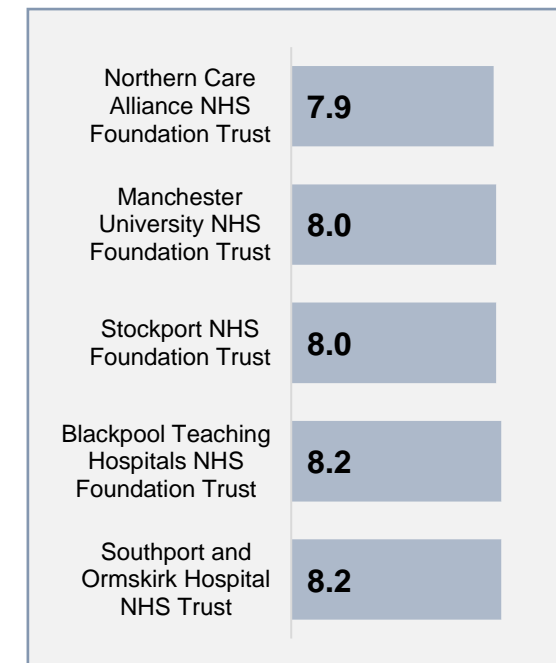 Northern Care
Alliance NHS
Foundation Trust
7.9
Manchester
University NHS
Foundation Trust
8.0
Stockport NHS
Foundation Trust
8.0
Blackpool Teaching
Hospitals NHS
Foundation Trust
8.2
Southport and
Ormskirk Hospital
NHS Trust
8.2